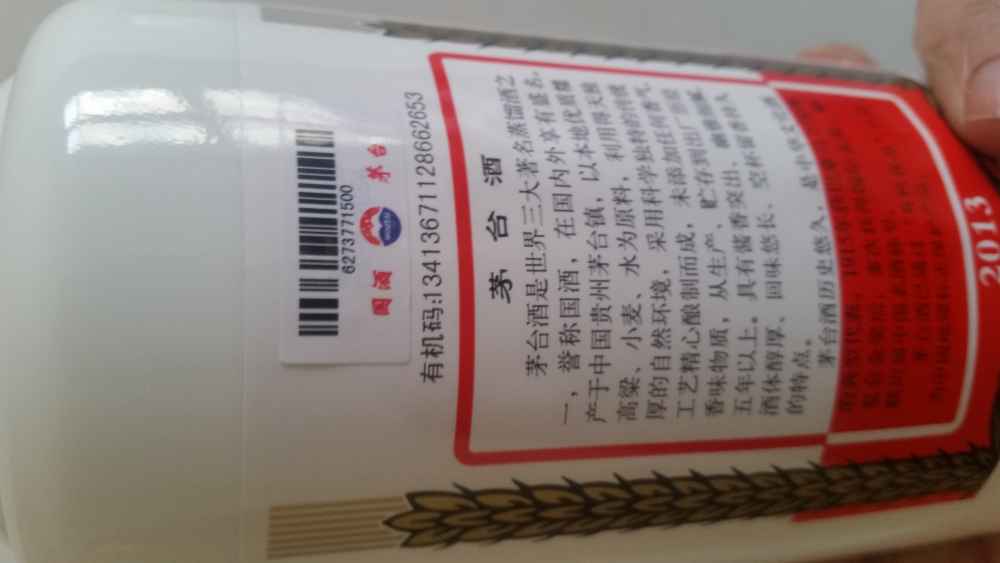 6273771500
国酒 茅台
MOUTAI
有机码:134136711286626​53
茅台酒
茅台酒是世界三大著名蒸馏酒之
一，誉称国酒，在国内外享有盛名，
产于中国贵州茅台镇，以本地优质糯
高粱、小麦、水为原料，利用得天独
厚的自然环境，采用科学独特的传统
工艺精心酿制而成，未添加任何香气、
香味物质，从生产、贮存到出厂历经
五年以上。具有酱香突出、幽雅细腻、
酒体醇厚、回味悠长、空杯留香持久
的特点。
茅台酒历史悠久，
2013